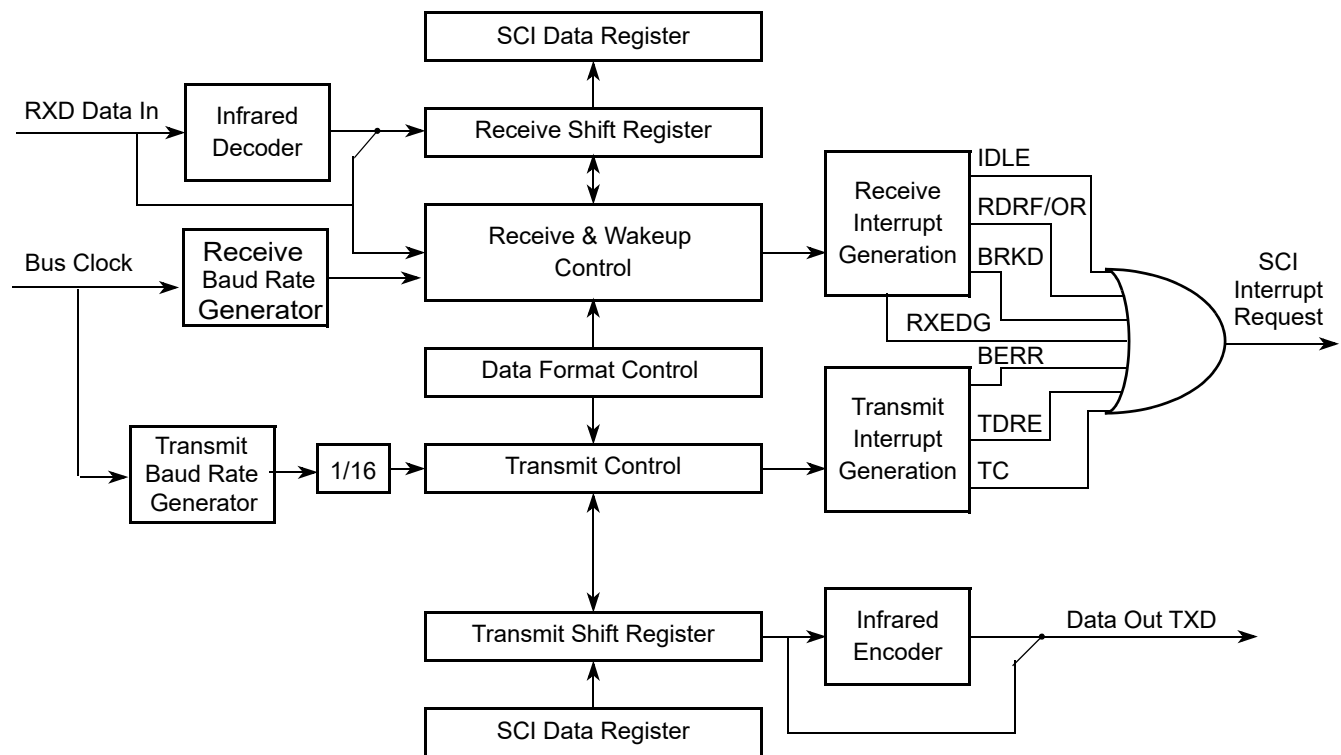 SCI Data Register
RXD Data In
Infrared
Decoder
Receive Shift Register
Receive & Wakeup
Control
Bus Clock
Receive
Baud Rate
Generator
Receive
Interrupt
Generation
IDLE
RDRF/OR
BRKD
RXEDG
SCI
Interrupt
Request
Data Format Control
BERR
Transmit
Interrupt
Generation
TDRE
TC
Transmit
Baud Rate
Generator
1/16
Transmit Control
Transmit Shift Register
Infrared
Encoder
Data Out TXD
SCI Data Register